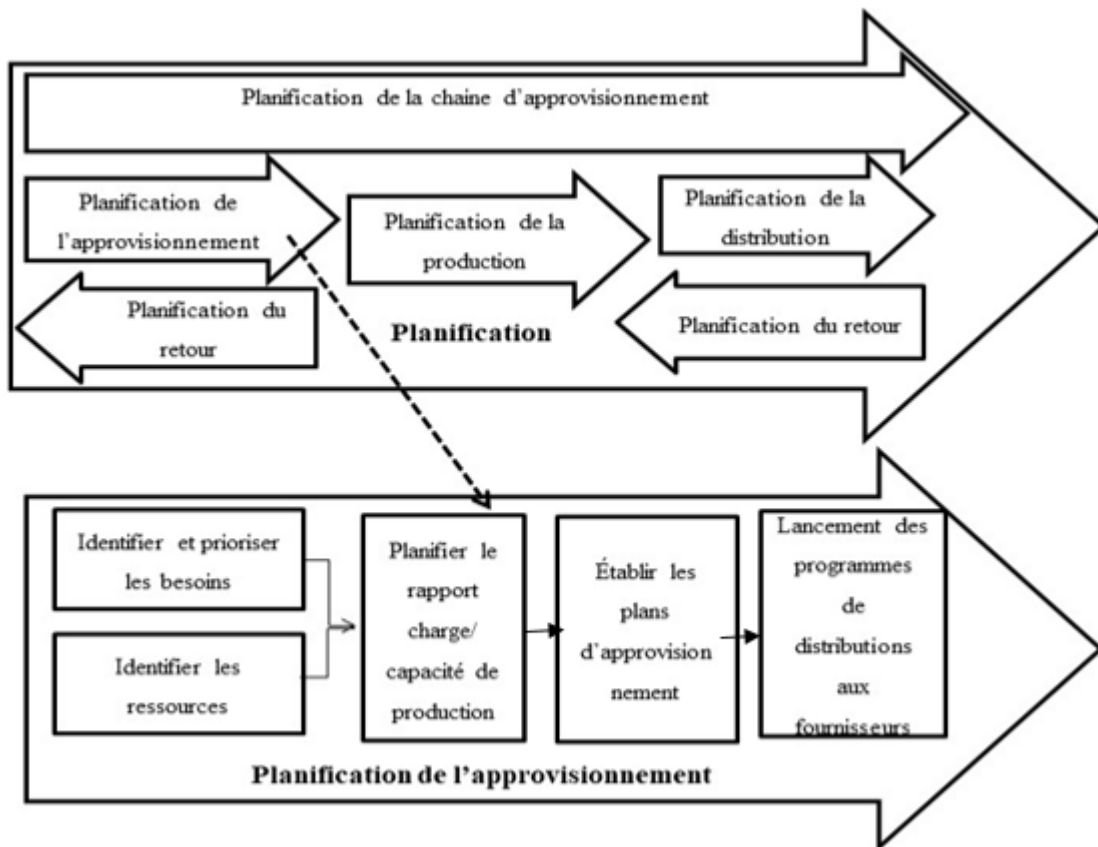 Planification de la chaine d'approvisionnement
Planification de
l'approvisionnement
Planification de la
production
Planification de la
distribution
Planification du
retour
Planification
Planification du retour
Identifier et prioriser
les besoins
Identifier les
ressources
Planifier le
rapport
charge/
capacité de
production
Établir les
plans
d'approvision
nement
Lancement des
programmes
de
distributions
aux
fournisseurs
Planification de l'approvisionnement